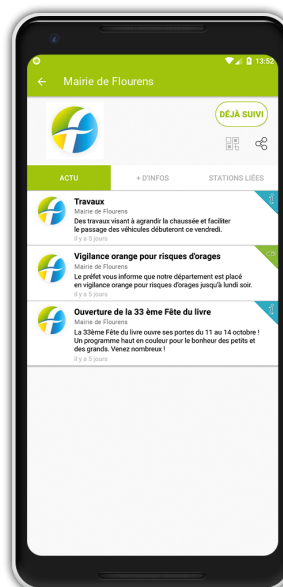 13:52
Mairie de Flourens
DÉJÀ SUIVI
ACTU + D'INFOS STATIONS LIÉES
Travaux
Mairie de Flourens
Des travaux visant à agrandir la chaussée et faciliter
le passage des véhicules débuteront ce vendredi.
il y a 5 jours
Vigilance orange pour risques d'orages
Mairie de Flourens
Le préfet vous informe que notre département est placé
en vigilance orange pour risques d'orages jusqu'à lundi soir.
il y a 5 jours
Ouverture de la 33 ème Fête du livre
Mairie de Flourens
La 33ème Fête du livre ouvre ses portes du 11 au 14 octobre !
Un programme haut en couleur pour le bonheur des petits et
des grands. Venez nombreux !
il y a 5 jours